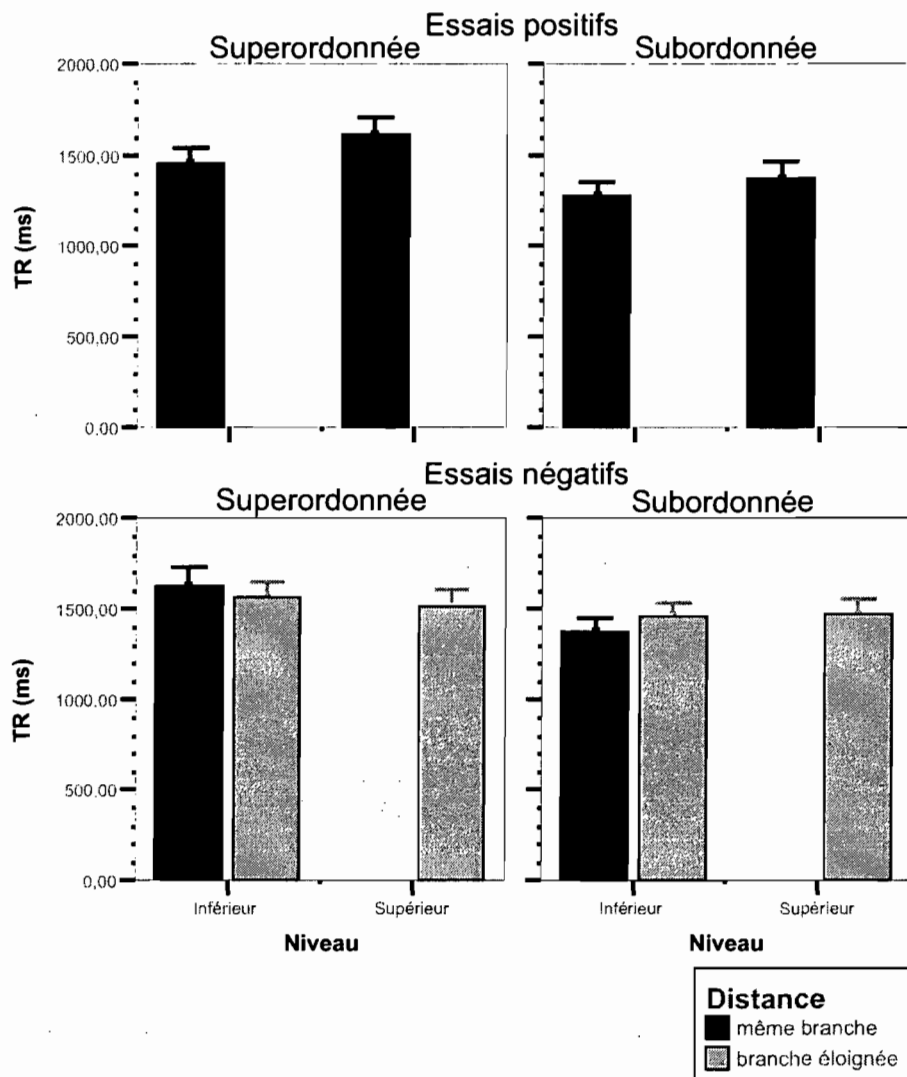 Essais positifs
Superordonnée Subordonnée
2000,00
1500,00
1000,00
500,00
0,00
TR (ms)
Essais négatifs
Superordonnée Subordonnée
2000,00
1500,00
1000,00
500,00
0,00
TR (ms)
Inférieur Supérieur Inférieur Supérieur
Niveau Niveau
Distance
même branche
branche éloignée